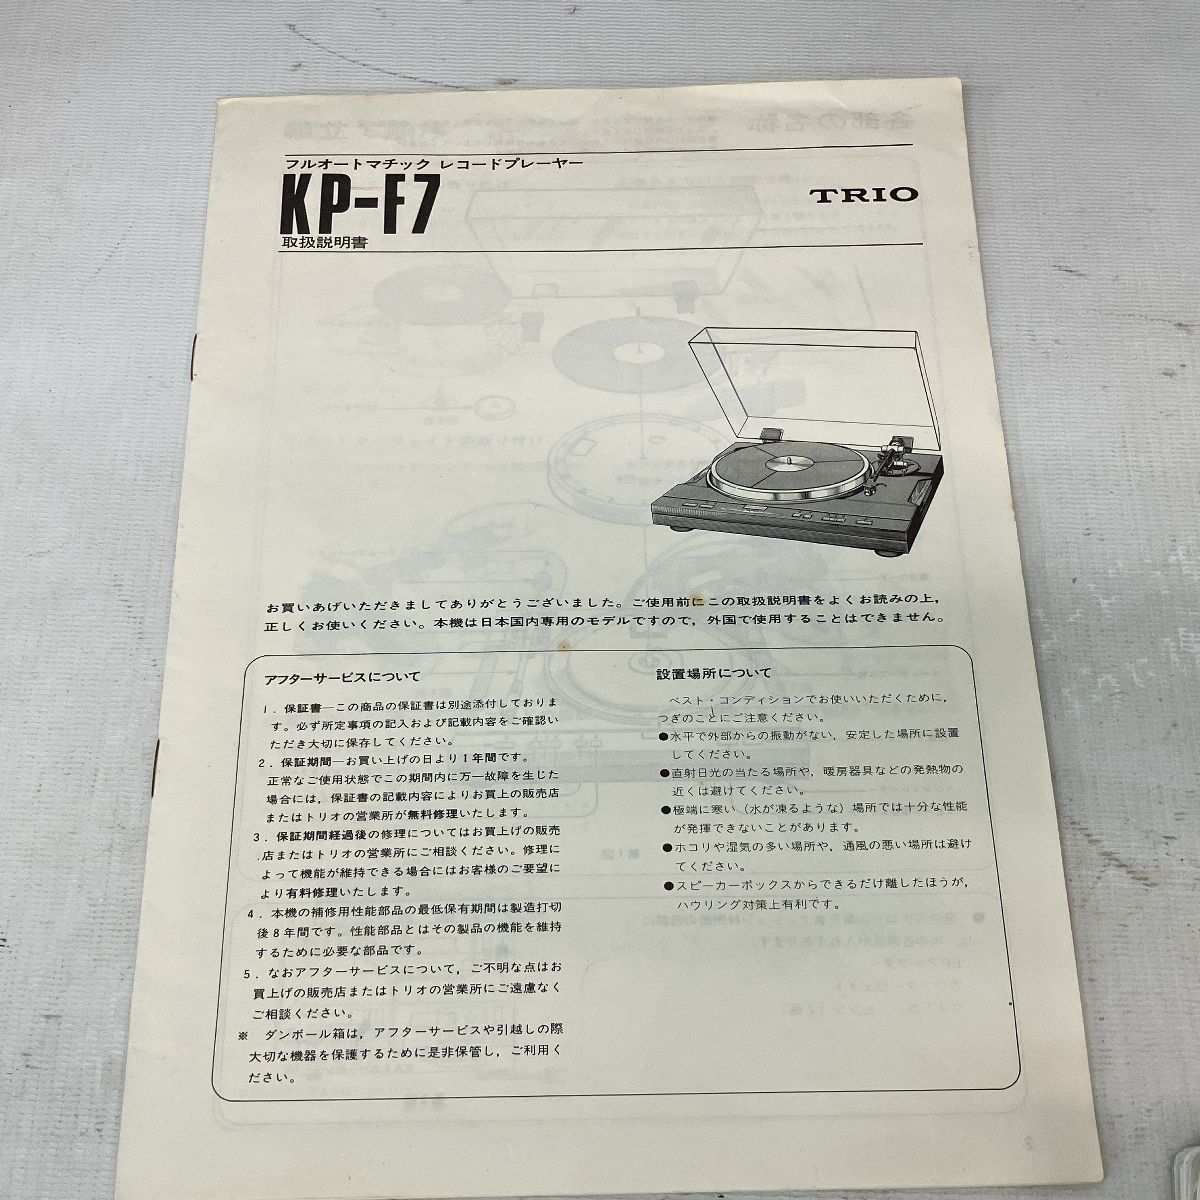 フルオートマチック レコードプレーヤー
KP-F7
TRIO
取扱説明書
お買いあげいただきましてありがとうございました。ご使用前にこの取扱説明書をよくお読みの上,
正しくお使いください。本機は日本国内専用のモデルですので,外国で使用することはできません。
アフターサービスについて
1.保証書—この商品の保証書は別途添付しておりま
す。必ず所定事項の記入および記載内容をご確認い
ただき大切に保存してください。
2.保証期間—お買い上げの日より1年間です。
正常なご使用状態でこの期間内に万一故障を生じた
場合には,保証書の記載内容によりお買上の販売店
またはトリオの営業所が無料修理いたします。
3.保証期間経過後の修理についてはお買上げの販売
店またはトリオの営業所にご相談ください。修理に
よって機能が維持できる場合にはお客様のご要望に
より有料修理いたします。
4.本機の補修用性能部品の最低保有期間は製造打切
後8年間です。性能部品とはその製品の機能を維持
するために必要な部品です。
5.なおアフターサービスについて,ご不明な点はお
買上げの販売店またはトリオの営業所にご遠慮なく
ご相談ください。
※ ダンボール箱は,アフターサービスや引越しの際
大切な機器を保護するために是非保管し,ご利用く
ださい。
設置場所について
ベスト・コンディションでお使いいただくために,
つぎのことにご注意ください。
●水平で外部からの振動がない,安定した場所に設置
してください。
●直射日光の当たる場所や,暖房器具などの発熱物の
近くは避けてください。
●極端に寒い(水が凍るような)場所では十分な性能
が発揮できないことがあります。
●ホコリや湿気の多い場所や,通風の悪い場所は避け
てください。
●スピーカーボックスからできるだけ離したほうが,
ハウリング対策上有利です。